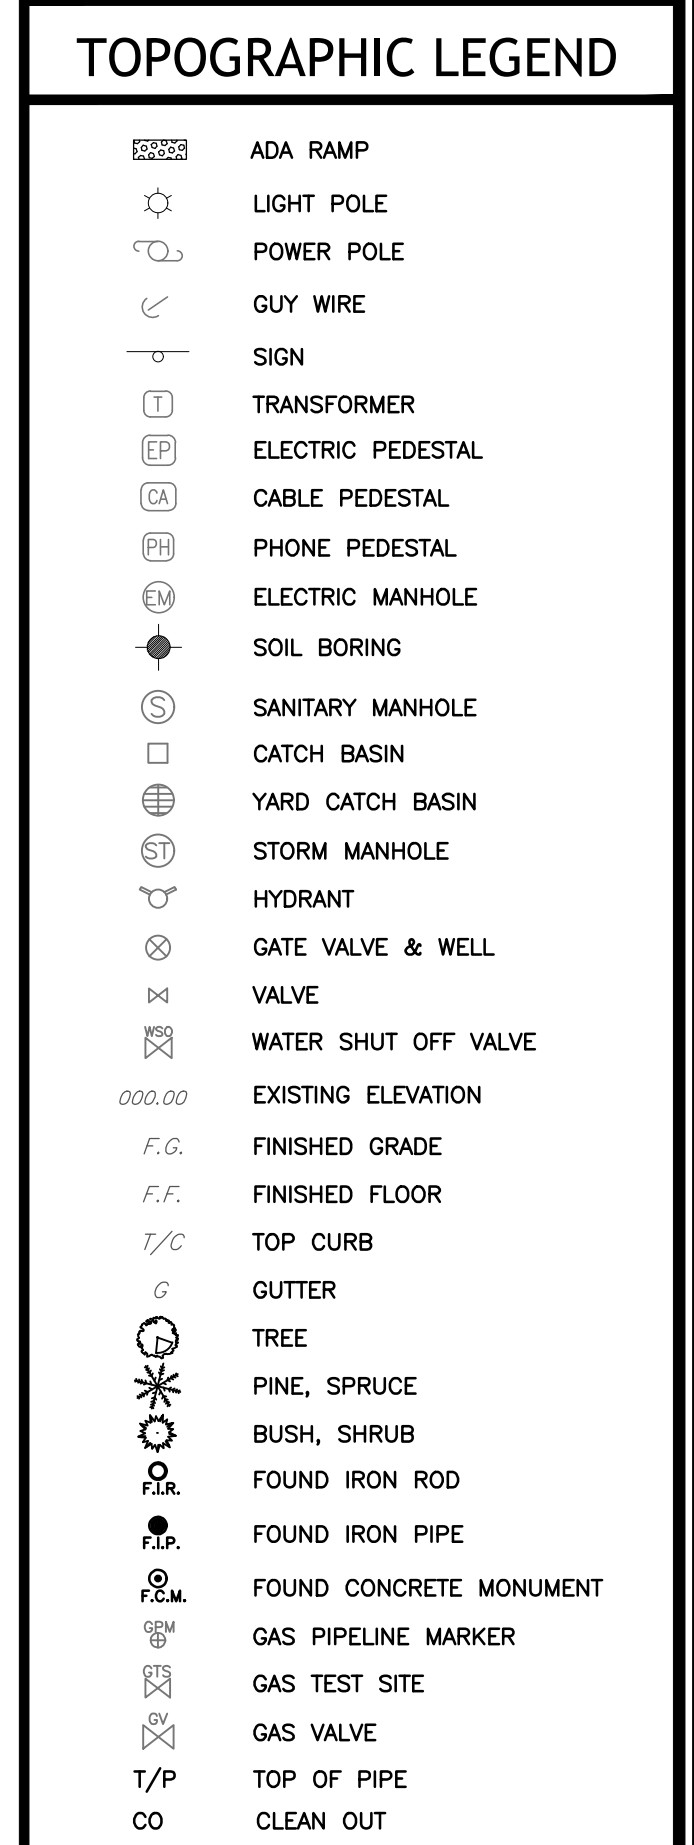 TOPOGRAPHIC LEGEND
ADA RAMP
LIGHT POLE
POWER POLE
GUY WIRE
SIGN
T TRANSFORMER
EP ELECTRIC PEDESTAL
CA CABLE PEDESTAL
PH PHONE PEDESTAL
EM ELECTRIC MANHOLE
SOIL BORING
S SANITARY MANHOLE
CATCH BASIN
YARD CATCH BASIN
ST STORM MANHOLE
HYDRANT
GATE VALVE & WELL
VALVE
WSO WATER SHUT OFF VALVE
000.00 EXISTING ELEVATION
F.G. FINISHED GRADE
F.F. FINISHED FLOOR
T/C TOP CURB
G GUTTER
TREE
PINE, SPRUCE
BUSH, SHRUB
F.I.R. FOUND IRON ROD
F.I.P. FOUND IRON PIPE
F.C.M. FOUND CONCRETE MONUMENT
GPM GAS PIPELINE MARKER
GTS GAS TEST SITE
GV GAS VALVE
T/P TOP OF PIPE
CO CLEAN OUT